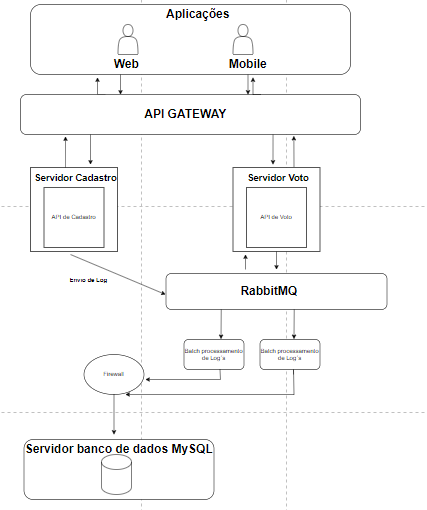 Aplicações
Web
Mobile
API GATEWAY
Servidor Cadastro
Servidor Voto
API de Cadastro
API de Voto
Envio de Log
RabbitMQ
Batch processamento
de Log´s
Batch processamento
de Log´s
Firewall
Servidor banco de dados MySQL